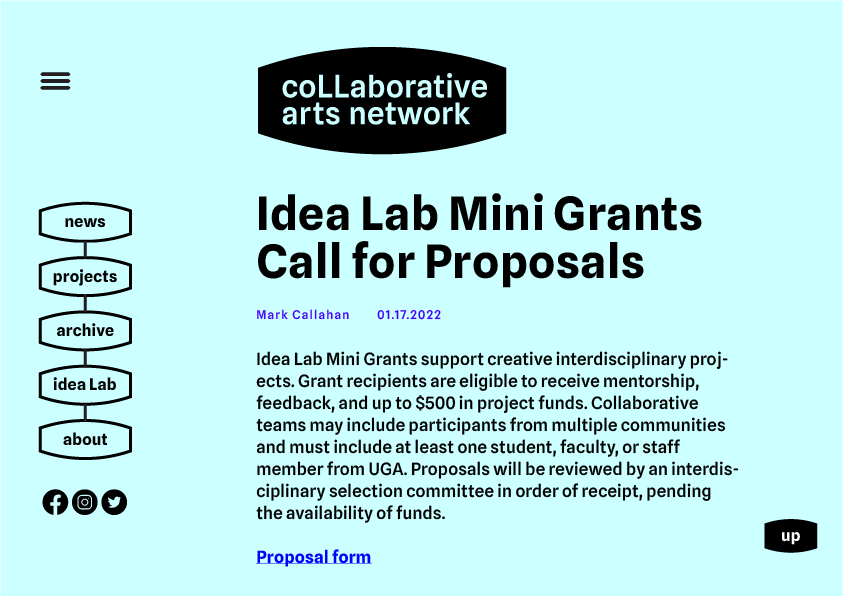 coLLaborative
arts network
news
projects
archive
idea Lab
about
Idea Lab Mini Grants
Call for Proposals
Mark Callahan 01.17.2022
Idea Lab Mini Grants support creative interdisciplinary proj-
ects. Grant recipients are eligible to receive mentorship,
feedback, and up to $500 in project funds. Collaborative
teams may include participants from multiple communities
and must include at least one student, faculty, or staff
member from UGA. Proposals will be reviewed by an interdis-
ciplinary selection committee in order of receipt, pending
the availability of funds.
Proposal form
up